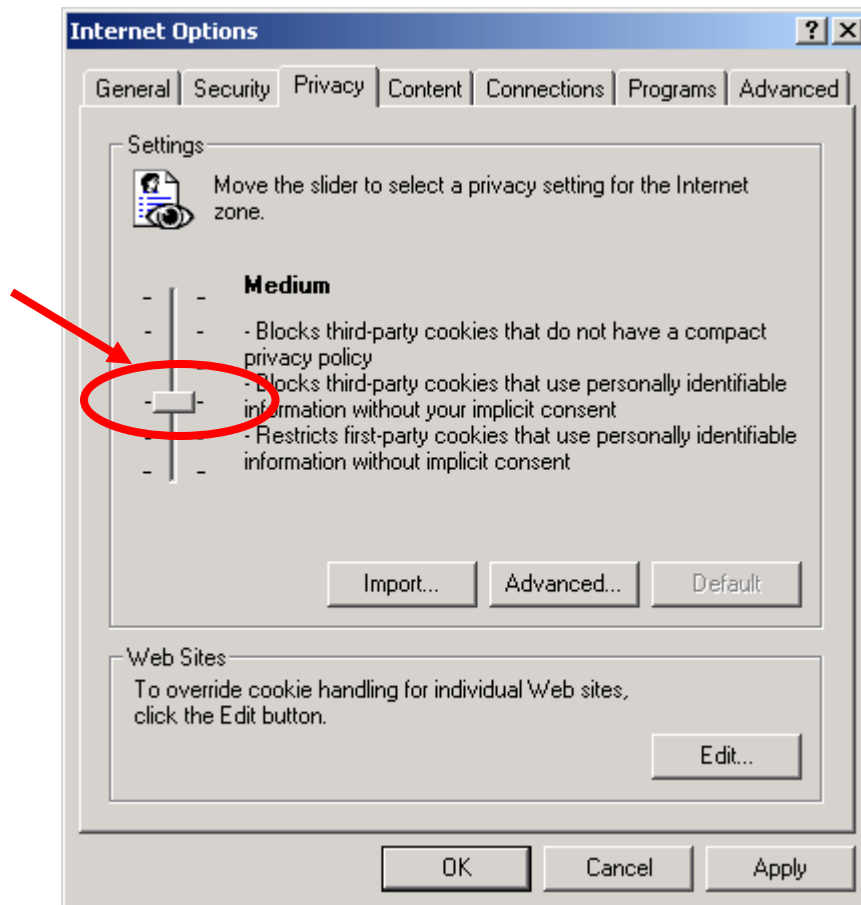 Internet Options
General Security Privacy Content Connections Programs Advanced
Settings
Move the slider to select a privacy setting for the Internet
zone.
Medium
- Blocks third-party cookies that do not have a compact
privacy policy
- Blocks third-party cookies that use personally identifiable
information without your implicit consent
- Restricts first-party cookies that use personally identifiable
information without implicit consent
Import... Advanced... Default
Web Sites
To override cookie handling for individual Web sites,
click the Edit button.
Edit...
OK Cancel Apply